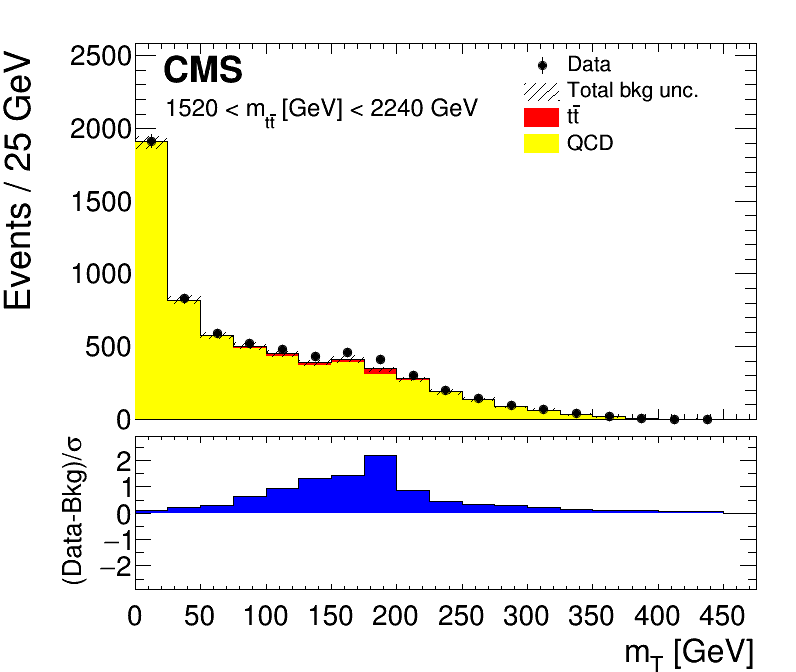 Events / 25 GeV
2500
2000
1500
1000
500
0
CMS
1520 < m_tt̄ [GeV] < 2240 GeV
Data
Total bkg unc.
tt̄
QCD
(Data-Bkg)/σ
2
1
0
−1
−2
0 50 100 150 200 250 300 350 400 450
m_T [GeV]